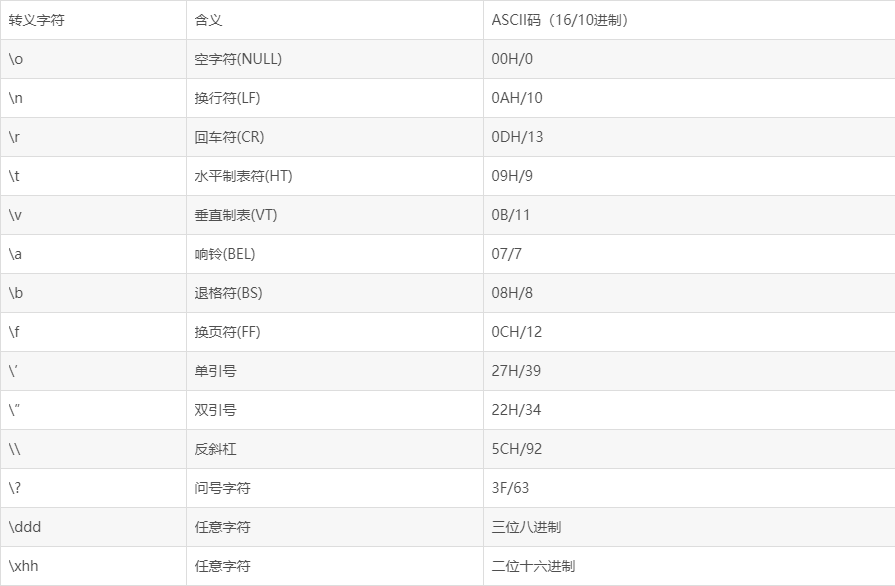 转义字符 含义 ASCII码（16/10进制）
\o 空字符(NULL) 00H/0
\n 换行符(LF) 0AH/10
\r 回车符(CR) 0DH/13
\t 水平制表符(HT) 09H/9
\v 垂直制表(VT) 0B/11
\a 响铃(BEL) 07/7
\b 退格符(BS) 08H/8
\f 换页符(FF) 0CH/12
\’ 单引号 27H/39
\” 双引号 22H/34
\\ 反斜杠 5CH/92
\? 问号字符 3F/63
\ddd 任意字符 三位八进制
\xhh 任意字符 二位十六进制